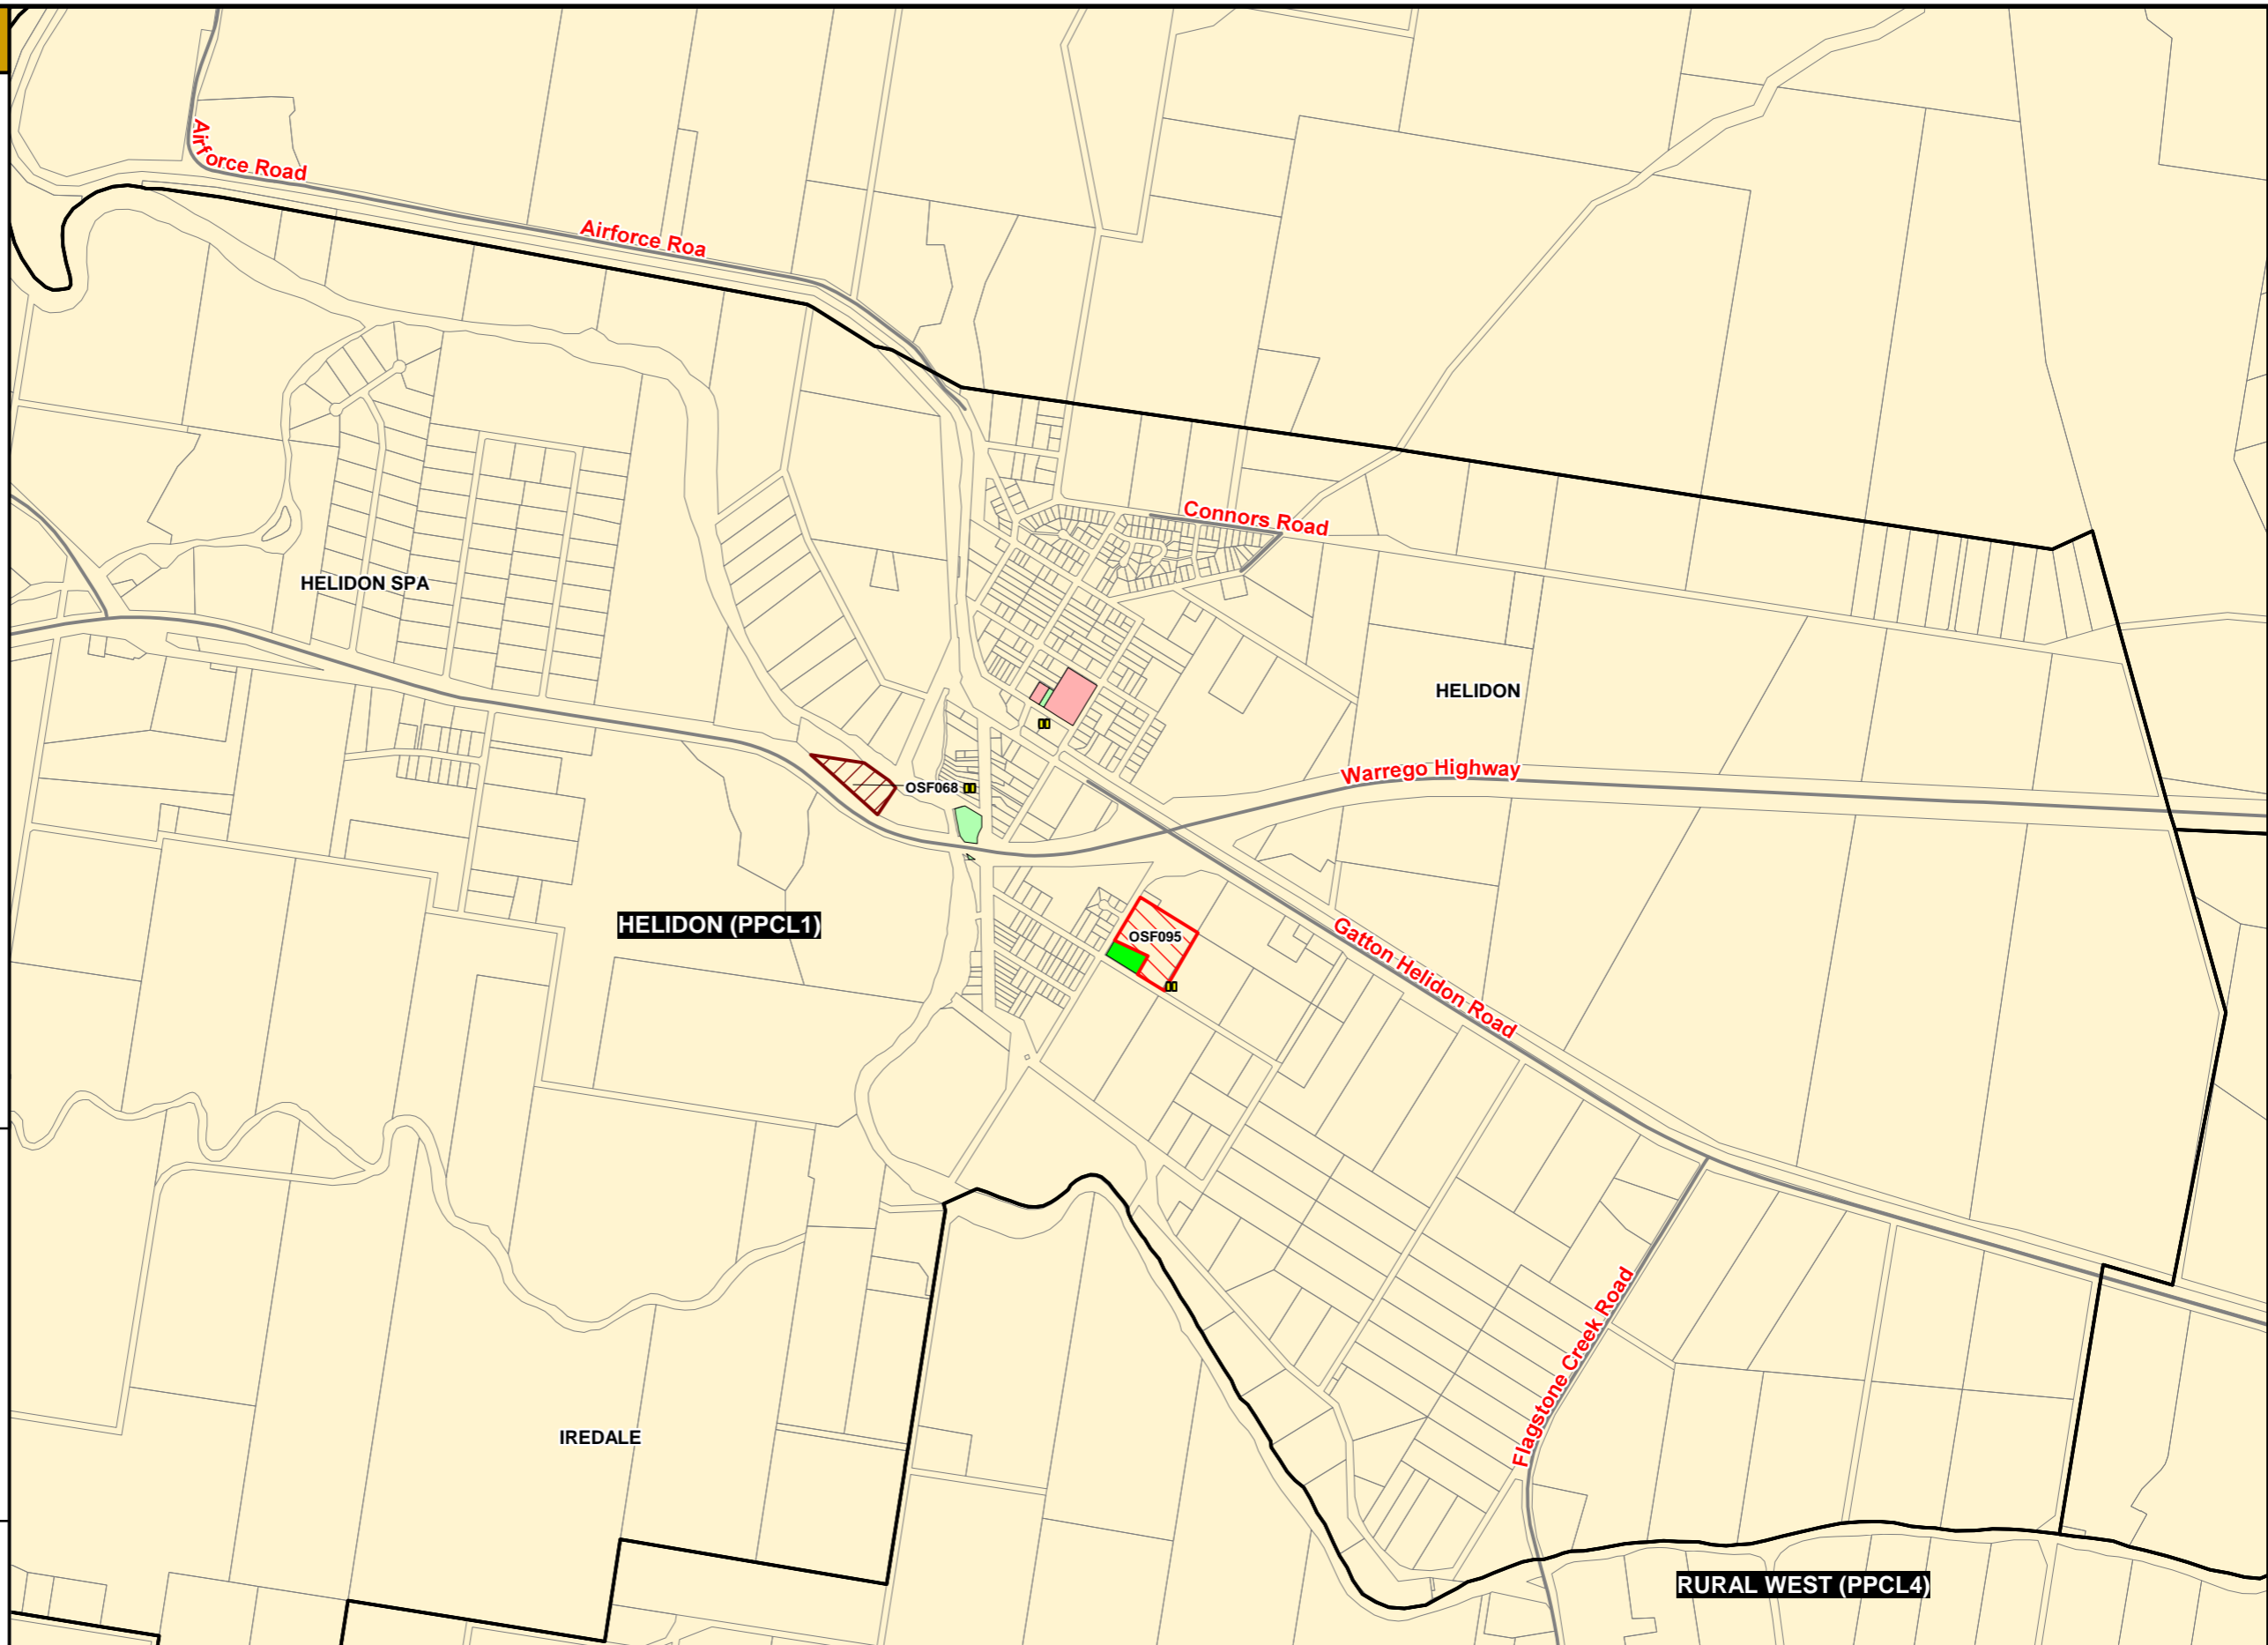 Airforce Road
Airforce Roa
Connors Road
HELIDON SPA
HELIDON
Warrego Highway
OSF068
HELIDON (PPCL1)
OSF095
Gatton Helidon Road
Flagstone Creek Road
IREDALE
RURAL WEST (PPCL4)